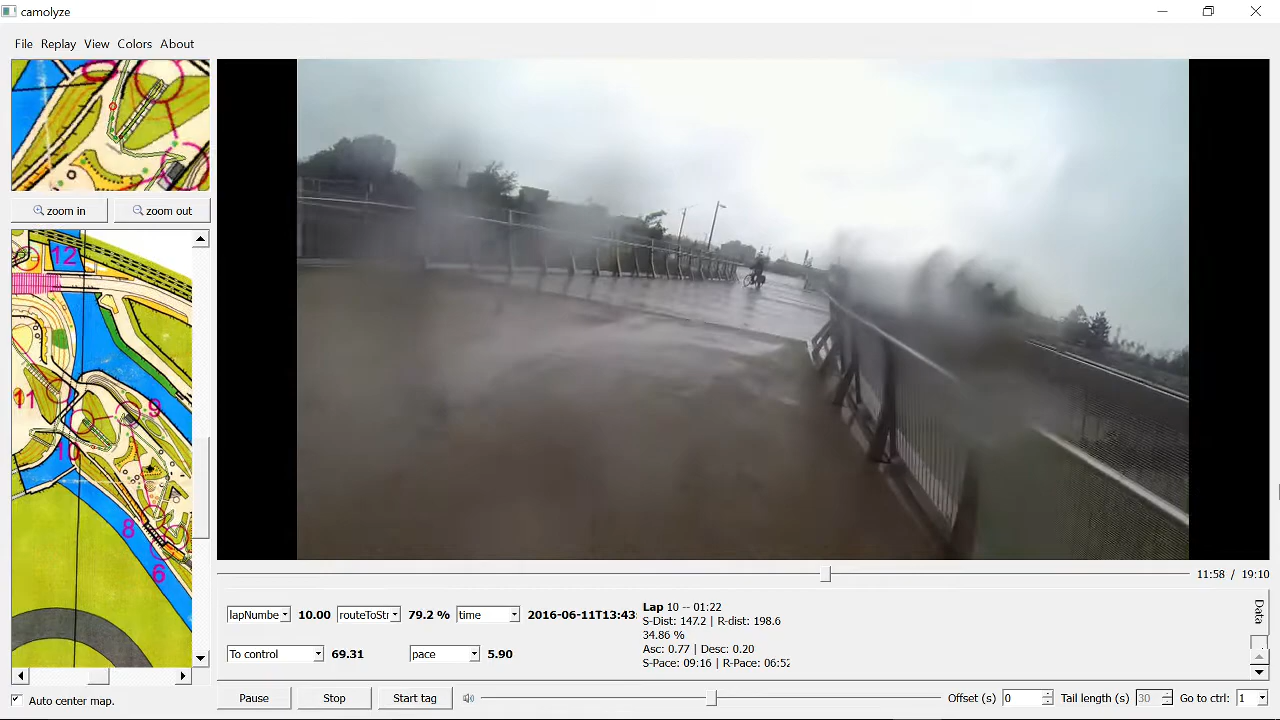 camolyze
File Replay View Colors About
zoom in zoom out
12
11
9
10
8
6
11:58 / 19:10
lapNumbe 10.00 routeToStr 79.2 % time 2016-06-11T13:43:
To control 69.31 pace 5.90
Lap 10 -- 01:22
S-Dist: 147.2 | R-dist: 198.6
34.86 %
Asc: 0.77 | Desc: 0.20
S-Pace: 09:16 | R-Pace: 06:52
Data
Auto center map.
Pause Stop Start tag Offset (s) 0 Tail length (s) 30 Go to ctrl: 1